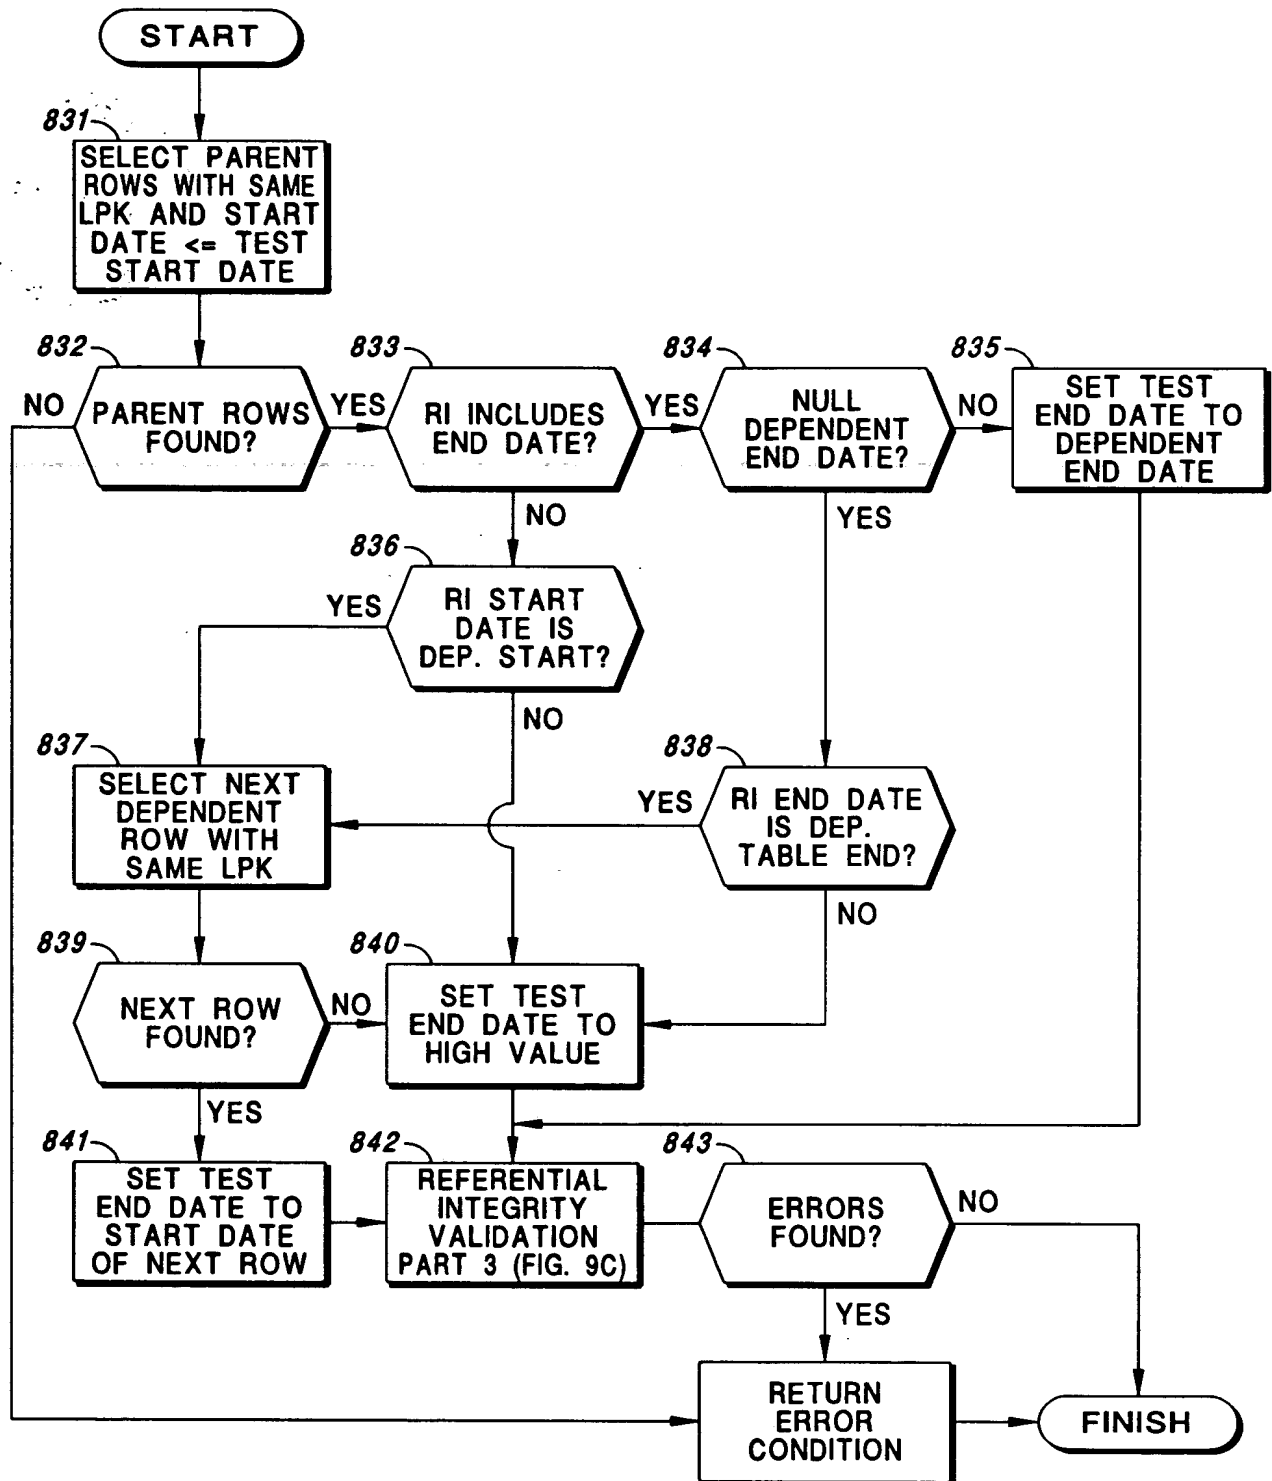 START
831
SELECT PARENT
ROWS WITH SAME
LPK AND START
DATE <= TEST
START DATE
832
PARENT ROWS
FOUND?
NO
YES
833
RI INCLUDES
END DATE?
YES
NO
834
NULL
DEPENDENT
END DATE?
NO
YES
835
SET TEST
END DATE TO
DEPENDENT
END DATE
836
RI START
DATE IS
DEP. START?
YES
NO
837
SELECT NEXT
DEPENDENT
ROW WITH
SAME LPK
838
RI END DATE
IS DEP.
TABLE END?
YES
NO
839
NEXT ROW
FOUND?
NO
YES
840
SET TEST
END DATE TO
HIGH VALUE
841
SET TEST
END DATE TO
START DATE
OF NEXT ROW
842
REFERENTIAL
INTEGRITY
VALIDATION
PART 3 (FIG. 9C)
843
ERRORS
FOUND?
NO
YES
RETURN
ERROR
CONDITION
FINISH